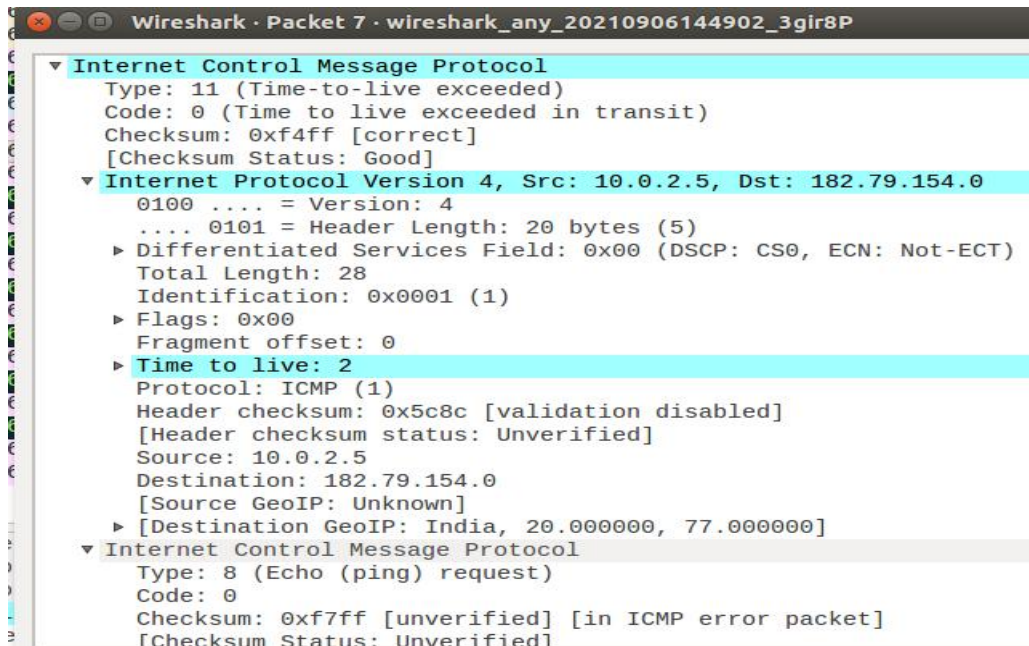 Wireshark · Packet 7 · wireshark_any_20210906144902_3gir8P
Internet Control Message Protocol
Type: 11 (Time-to-live exceeded)
Code: 0 (Time to live exceeded in transit)
Checksum: 0xf4ff [correct]
[Checksum Status: Good]
Internet Protocol Version 4, Src: 10.0.2.5, Dst: 182.79.154.0
0100 .... = Version: 4
.... 0101 = Header Length: 20 bytes (5)
Differentiated Services Field: 0x00 (DSCP: CS0, ECN: Not-ECT)
Total Length: 28
Identification: 0x0001 (1)
Flags: 0x00
Fragment offset: 0
Time to live: 2
Protocol: ICMP (1)
Header checksum: 0x5c8c [validation disabled]
[Header checksum status: Unverified]
Source: 10.0.2.5
Destination: 182.79.154.0
[Source GeoIP: Unknown]
[Destination GeoIP: India, 20.000000, 77.000000]
Internet Control Message Protocol
Type: 8 (Echo (ping) request)
Code: 0
Checksum: 0xf7ff [unverified] [in ICMP error packet]
[Checksum Status: Unverified]